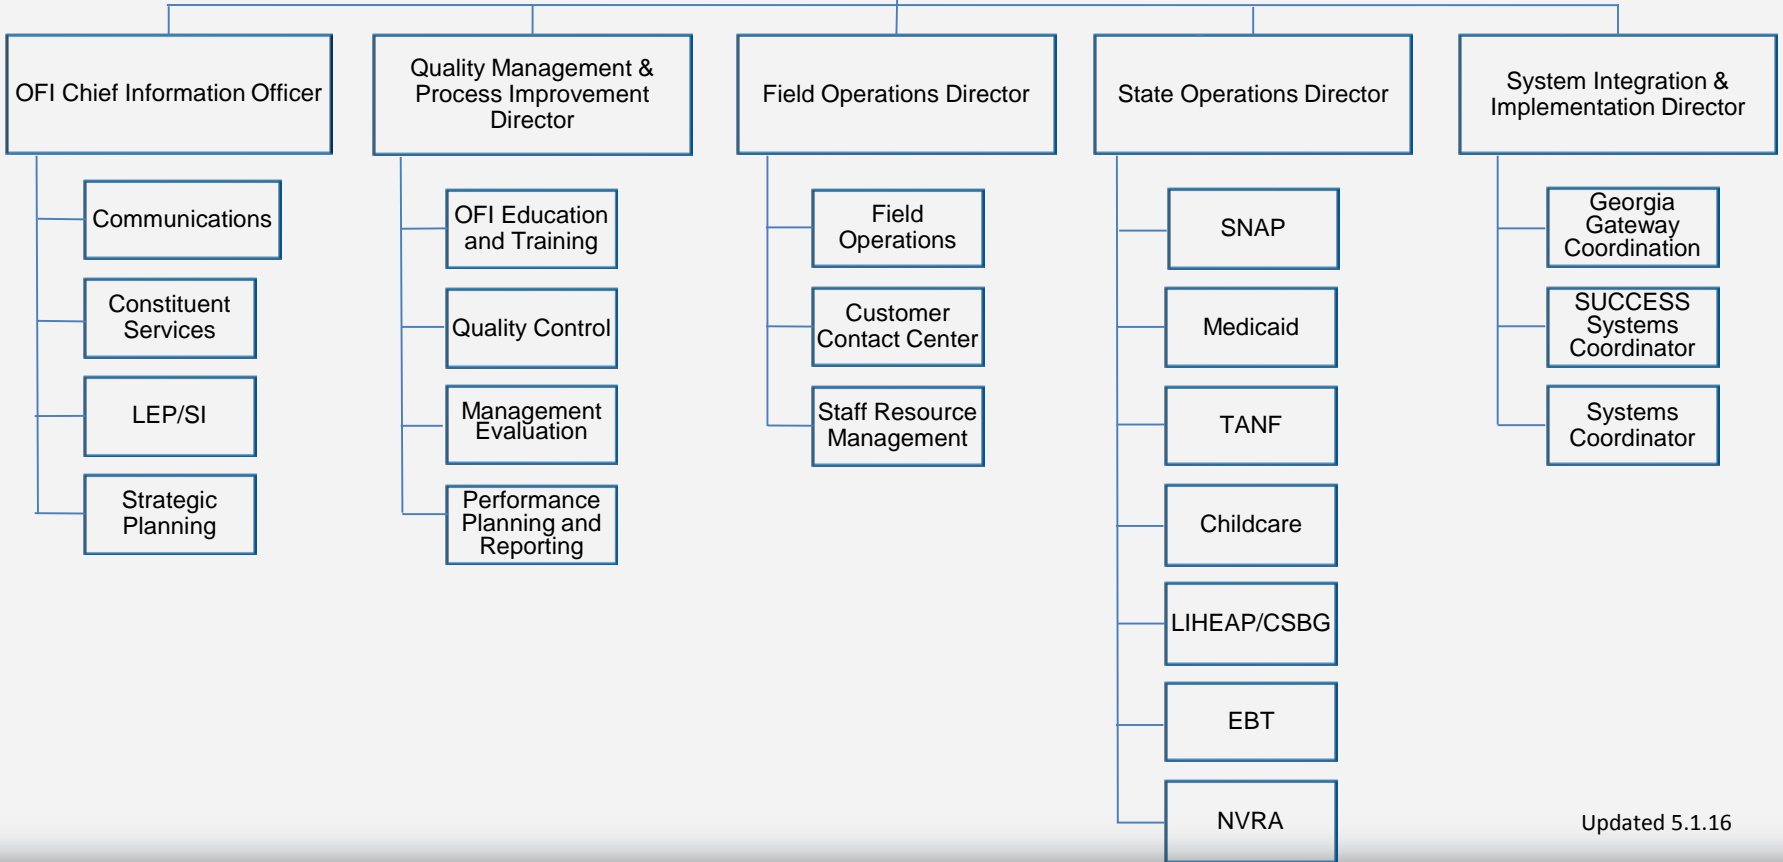 OFI Chief Information Officer
Communications
Constituent
Services
LEP/SI
Strategic
Planning
Quality Management &
Process Improvement
Director
OFI Education
and Training
Quality Control
Management
Evaluation
Performance
Planning and
Reporting
Field Operations Director
Field
Operations
Customer
Contact Center
Staff Resource
Management
State Operations Director
SNAP
Medicaid
TANF
Childcare
LIHEAP/CSBG
EBT
NVRA
System Integration &
Implementation Director
Georgia
Gateway
Coordination
SUCCESS
Systems
Coordinator
Systems
Coordinator
Updated 5.1.16